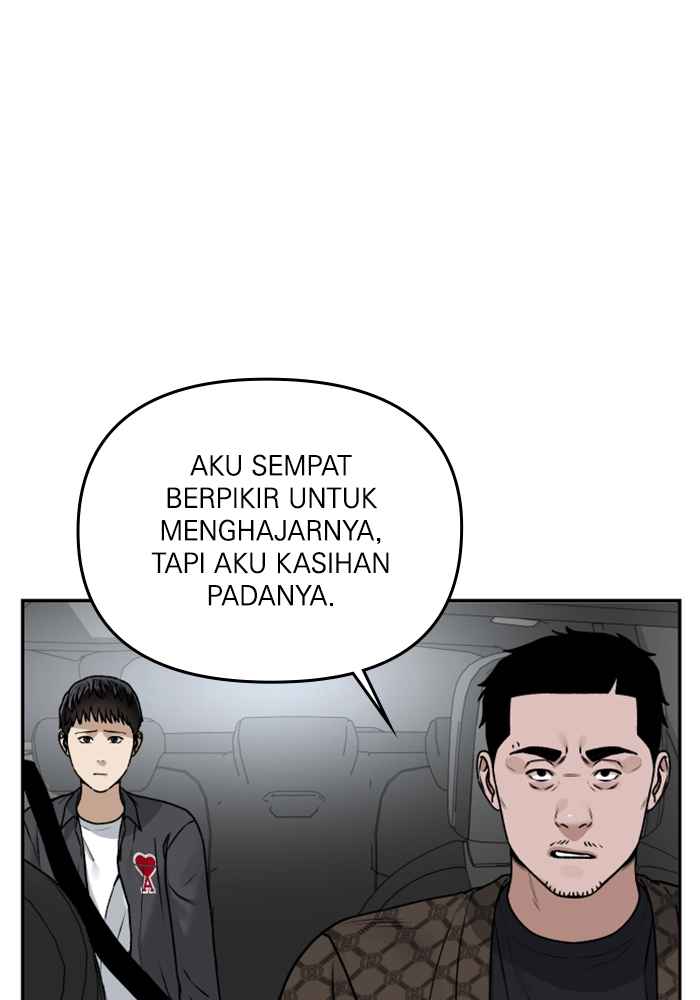 AKU SEMPAT
BERPIKIR UNTUK
MENGHAJARNYA,
TAPI AKU KASIHAN
PADANYA.
A